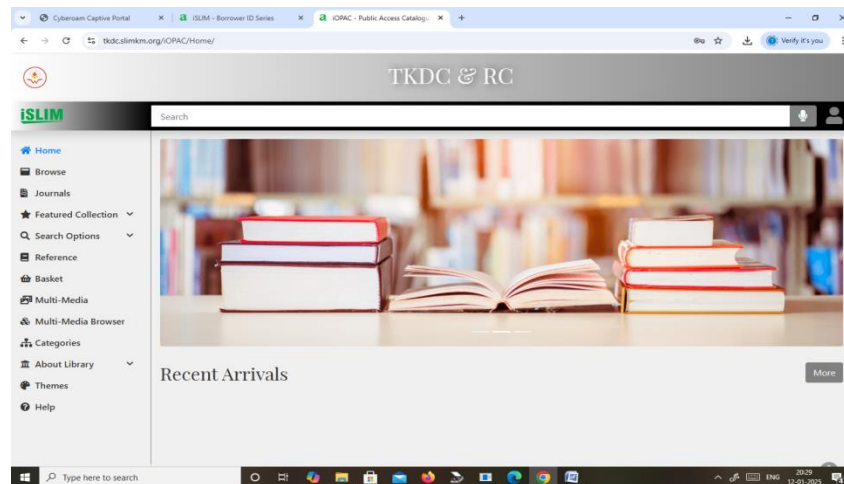 Cyberoam Captive Portal
iSLIM - Borrower ID Series
iOPAC - Public Access Catalogu
tkdc.slimkm.org/iOPAC/Home/
Verify it's you
TKDC & RC
iSLIM
Search
Home
Browse
Journals
Featured Collection
Search Options
Reference
Basket
Multi-Media
Multi-Media Browser
Categories
About Library
Themes
Help
Recent Arrivals
More
Type here to search
ENG
20:29
12-01-2025